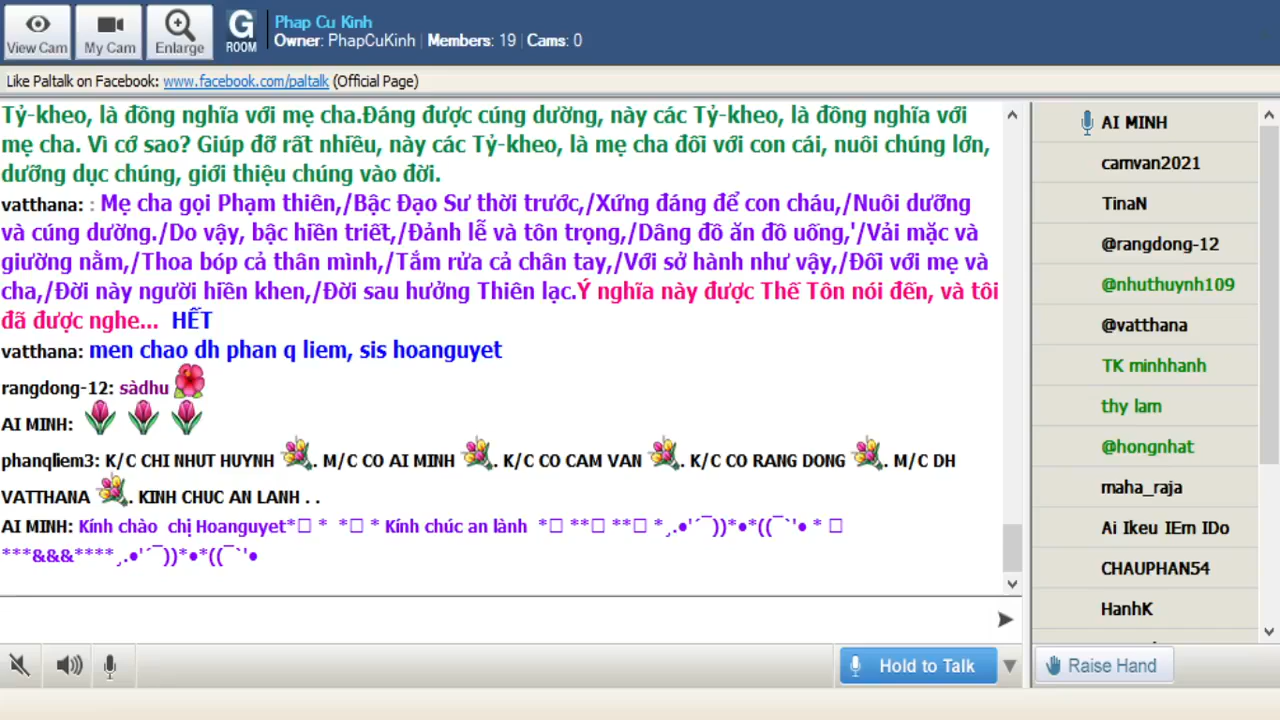 View Cam
My Cam
Enlarge
G
ROOM
Phap Cu Kinh
Owner: PhapCuKinh | Members: 19 | Cams: 0
Like Paltalk on Facebook: www.facebook.com/paltalk (Official Page)
Tỷ-kheo, là đồng nghĩa với mẹ cha.Đáng được cúng dường, này các Tỷ-kheo, là đồng nghĩa với
mẹ cha. Vì cớ sao? Giúp đỡ rất nhiều, này các Tỷ-kheo, là mẹ cha đối với con cái, nuôi chúng lớn,
dưỡng dục chúng, giới thiệu chúng vào đời.
vatthana: : Mẹ cha gọi Phạm thiên,/Bậc Đạo Sư thời trước,/Xứng đáng để con cháu,/Nuôi dưỡng
và cúng dường./Do vậy, bậc hiền triết,/Đảnh lễ và tôn trọng,/Dâng đồ ăn đồ uống,'/Vải mặc và
giường nằm,/Thoa bóp cả thân mình,/Tắm rửa cả chân tay,/Với sở hành như vậy,/Đối với mẹ và
cha,/Đời này người hiền khen,/Đời sau hưởng Thiên lạc.Ý nghĩa này được Thế Tôn nói đến, và tôi
đã được nghe... HẾT
vatthana: men chao dh phan q liem, sis hoanguyet
rangdong-12: sàdhu
AI MINH:
phanqliem3: K/C CHI NHUT HUYNH . M/C CO AI MINH . K/C CO CAM VAN . K/C CO RANG DONG . M/C DH
VATTHANA . KINH CHUC AN LANH . .
AI MINH: Kính chào chị Hoanguyet*□ * *□ * Kính chúc an lành *□ **□ **□ *¸.●'´¯))*●*((¯`'● * □
***&&&****¸.●'´¯))*●*((¯`'●
AI MINH
camvan2021
TinaN
@rangdong-12
@nhuthuynh109
@vatthana
TK minhhanh
thy lam
@hongnhat
maha_raja
Ai Ikeu IEm IDo
CHAUPHAN54
HanhK
Hold to Talk
Raise Hand